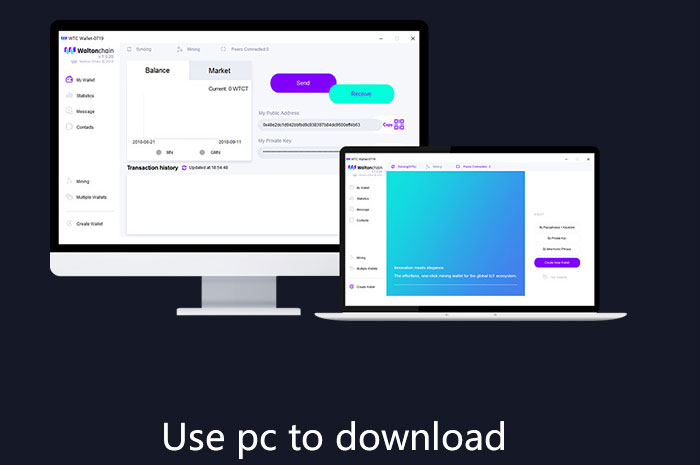 WTC Wallet-0719
Waltonchain
v 1.0.20
Walton Chain @ 2018
Syncing
Mining
Peers Connected:0
My Wallet
Statistics
Message
Contacts
Mining
Multiple Wallets
Create Wallet
Balance
Market
Current: 0 WTCT
2018-08-21
2018-09-11
MN
GMN
Send
Receive
My Public Address
Copy
My Private Key
Transaction history
Updated at 18:54:48
WTC Wallet-0719
Waltonchain
Mining
Peers Connected: 0
My Wallet
Statistics
Message
Contacts
Mining
Multiple Wallets
Create Wallet
Innovation meets elegance.
The effortless, one-click mining wallet for the global IoT ecosystem.
By Passphrase + Keystore
By Private Key
By Mnemonic Phrase
Create New Wallet
Use pc to download